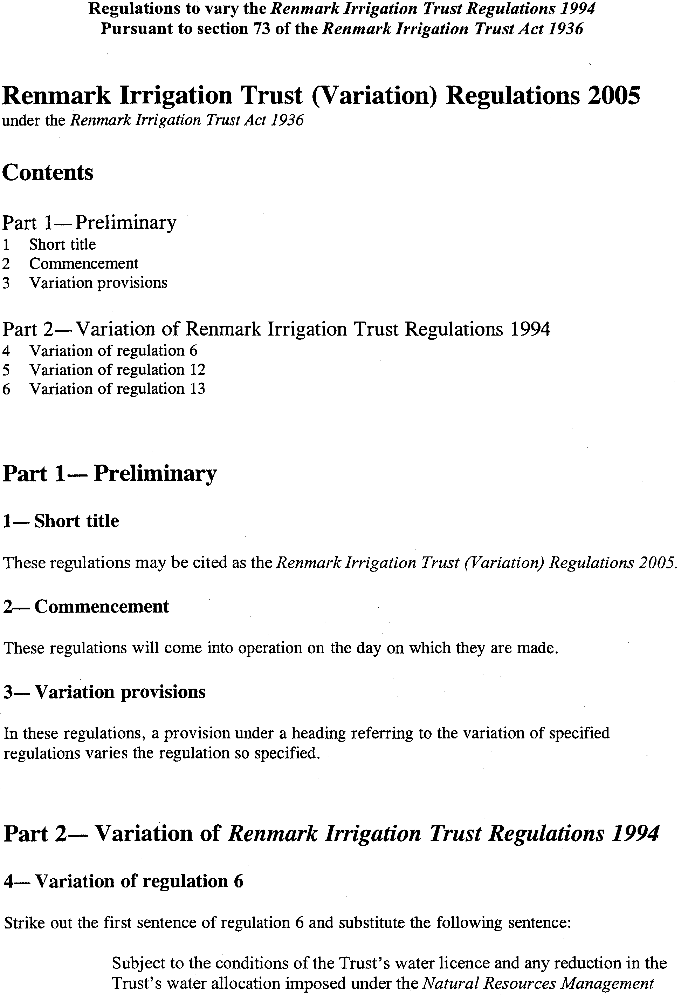 Regulations to vary the Renmark Irrigation Trust Regulations 1994
Pursuant to section 73 of the Renmark Irrigation Trust Act 1936
Renmark Irrigation Trust (Variation) Regulations 2005
under the Renmark Irrigation Trust Act 1936
Contents
Part 1—Preliminary
1 Short title
2 Commencement
3 Variation provisions
Part 2—Variation of Renmark Irrigation Trust Regulations 1994
4 Variation of regulation 6
5 Variation of regulation 12
6 Variation of regulation 13
Part 1— Preliminary
1— Short title
These regulations may be cited as the Renmark Irrigation Trust (Variation) Regulations 2005.
2— Commencement
These regulations will come into operation on the day on which they are made.
3— Variation provisions
In these regulations, a provision under a heading referring to the variation of specified
regulations varies the regulation so specified.
Part 2— Variation of Renmark Irrigation Trust Regulations 1994
4— Variation of regulation 6
Strike out the first sentence of regulation 6 and substitute the following sentence:
Subject to the conditions of the Trust's water licence and any reduction in the
Trust's water allocation imposed under the Natural Resources Management